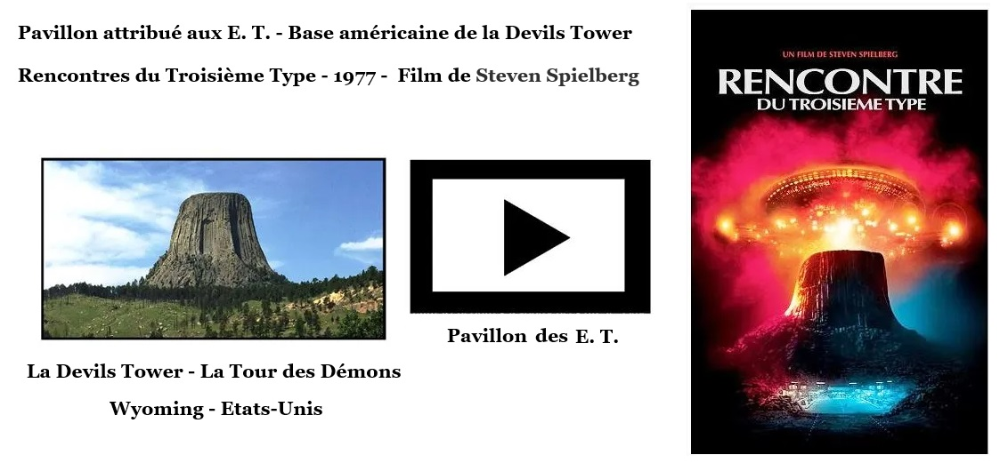 Pavillon attribué aux E. T. - Base américaine de la Devils Tower
Rencontres du Troisième Type - 1977 - Film de Steven Spielberg
UN FILM DE STEVEN SPIELBERG
RENCONTRE
DU TROISIEME TYPE
Pavillon des E. T.
La Devils Tower - La Tour des Démons
Wyoming - Etats-Unis